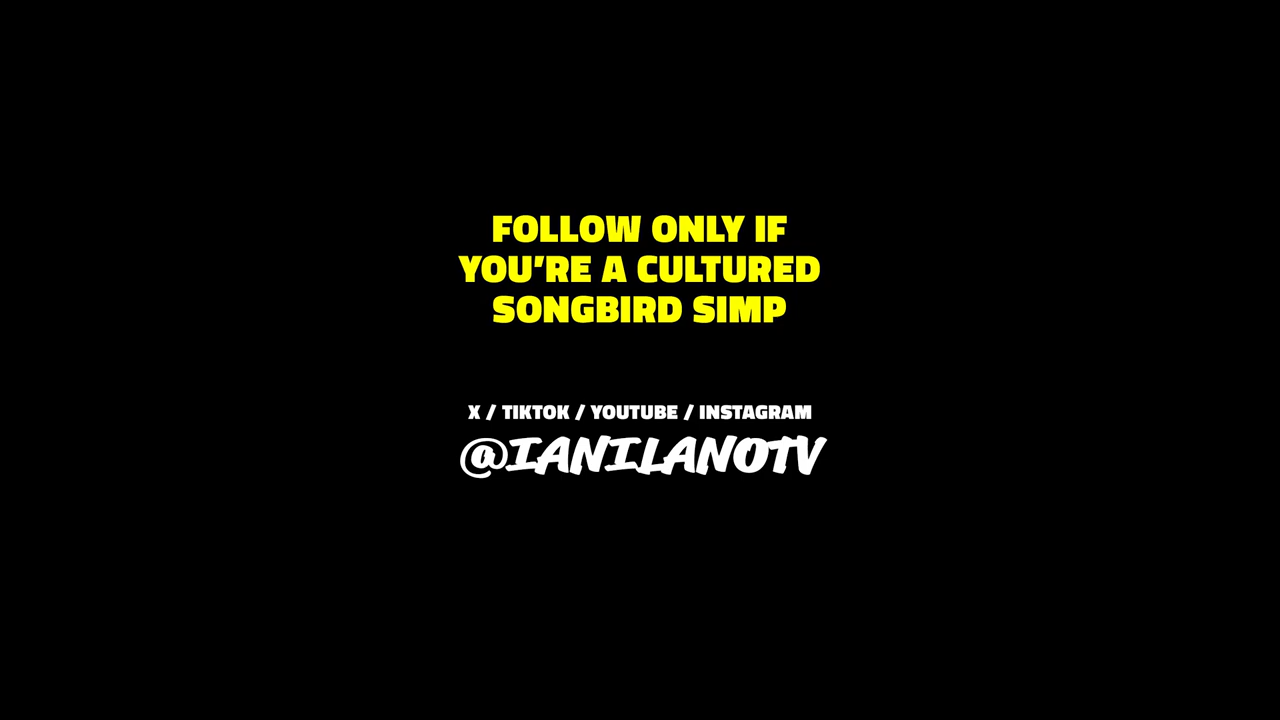 FOLLOW ONLY IF
YOU'RE A CULTURED
SONGBIRD SIMP
X / TIKTOK / YOUTUBE / INSTAGRAM
@IANILANOTV